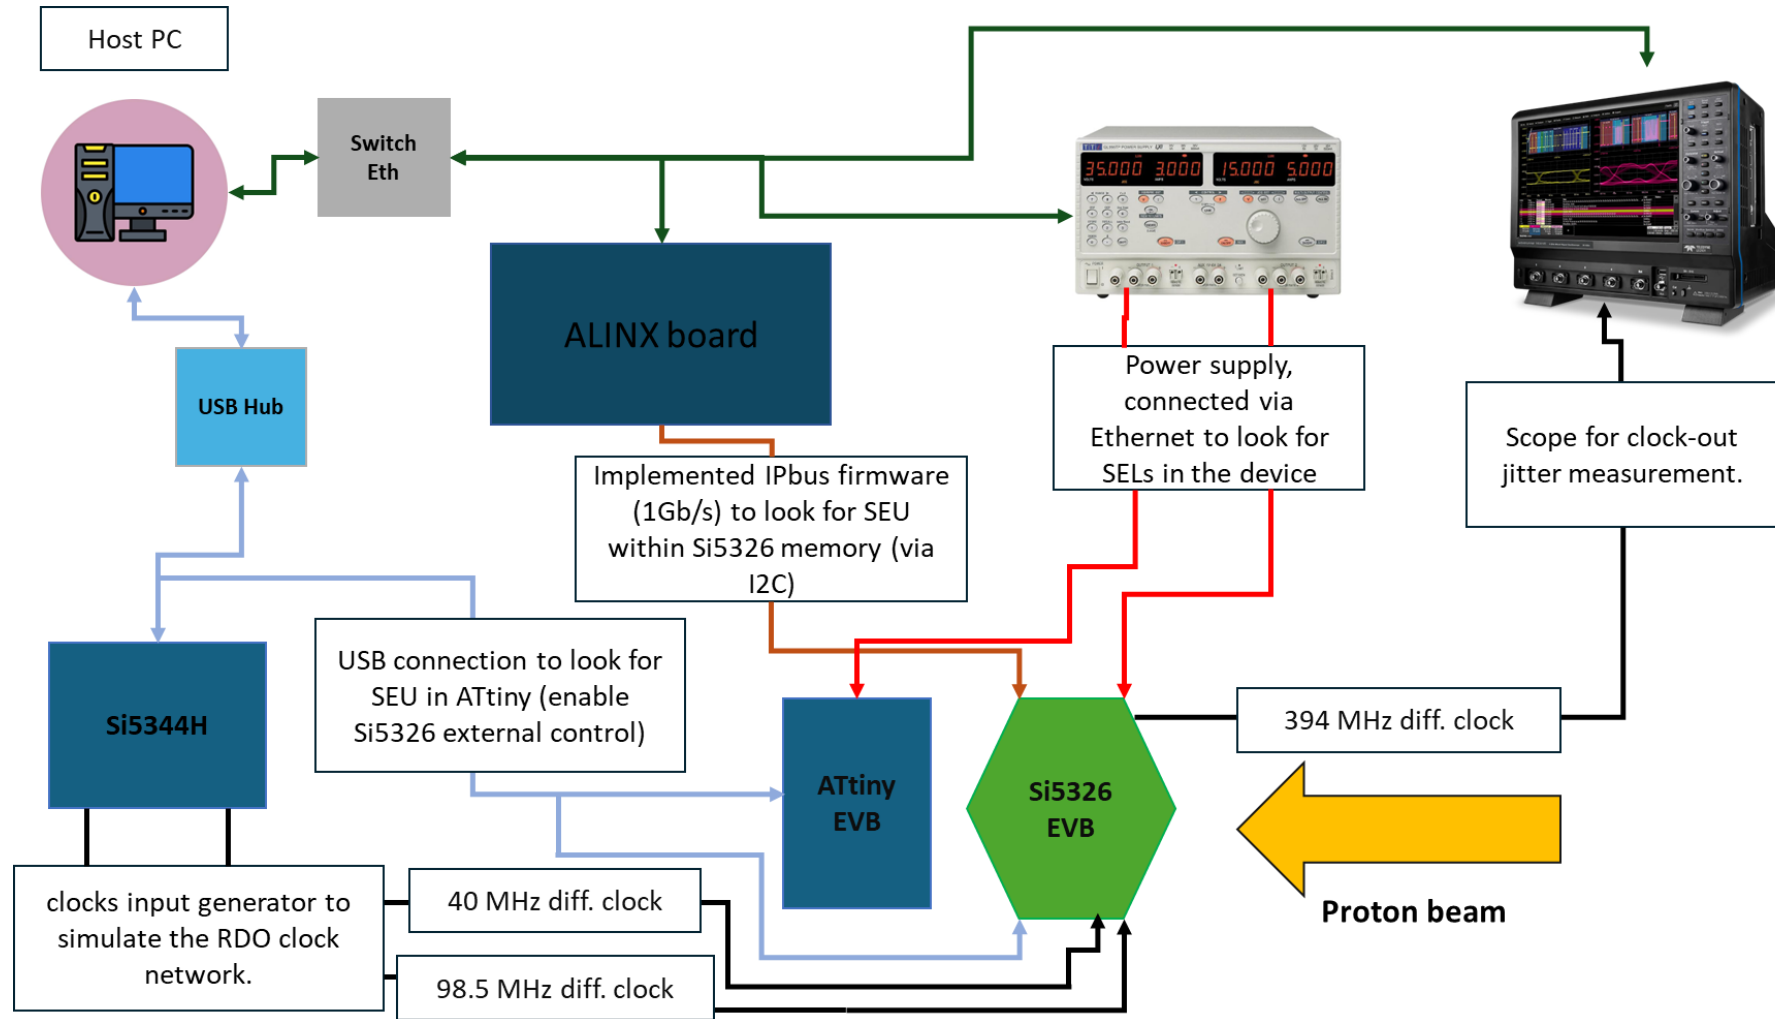 Host PC
Switch
Eth
35.000 3.000 15.000 5.000
ALINX board
USB Hub
Power supply,
connected via
Ethernet to look for
SELs in the device
Scope for clock-out
jitter measurement.
Implemented IPbus firmware
(1Gb/s) to look for SEU
within Si5326 memory (via
I2C)
USB connection to look for
SEU in ATtiny (enable
Si5326 external control)
Si5344H
394 MHz diff. clock
ATtiny
EVB
Si5326
EVB
clocks input generator to
simulate the RDO clock
network.
40 MHz diff. clock
98.5 MHz diff. clock
Proton beam